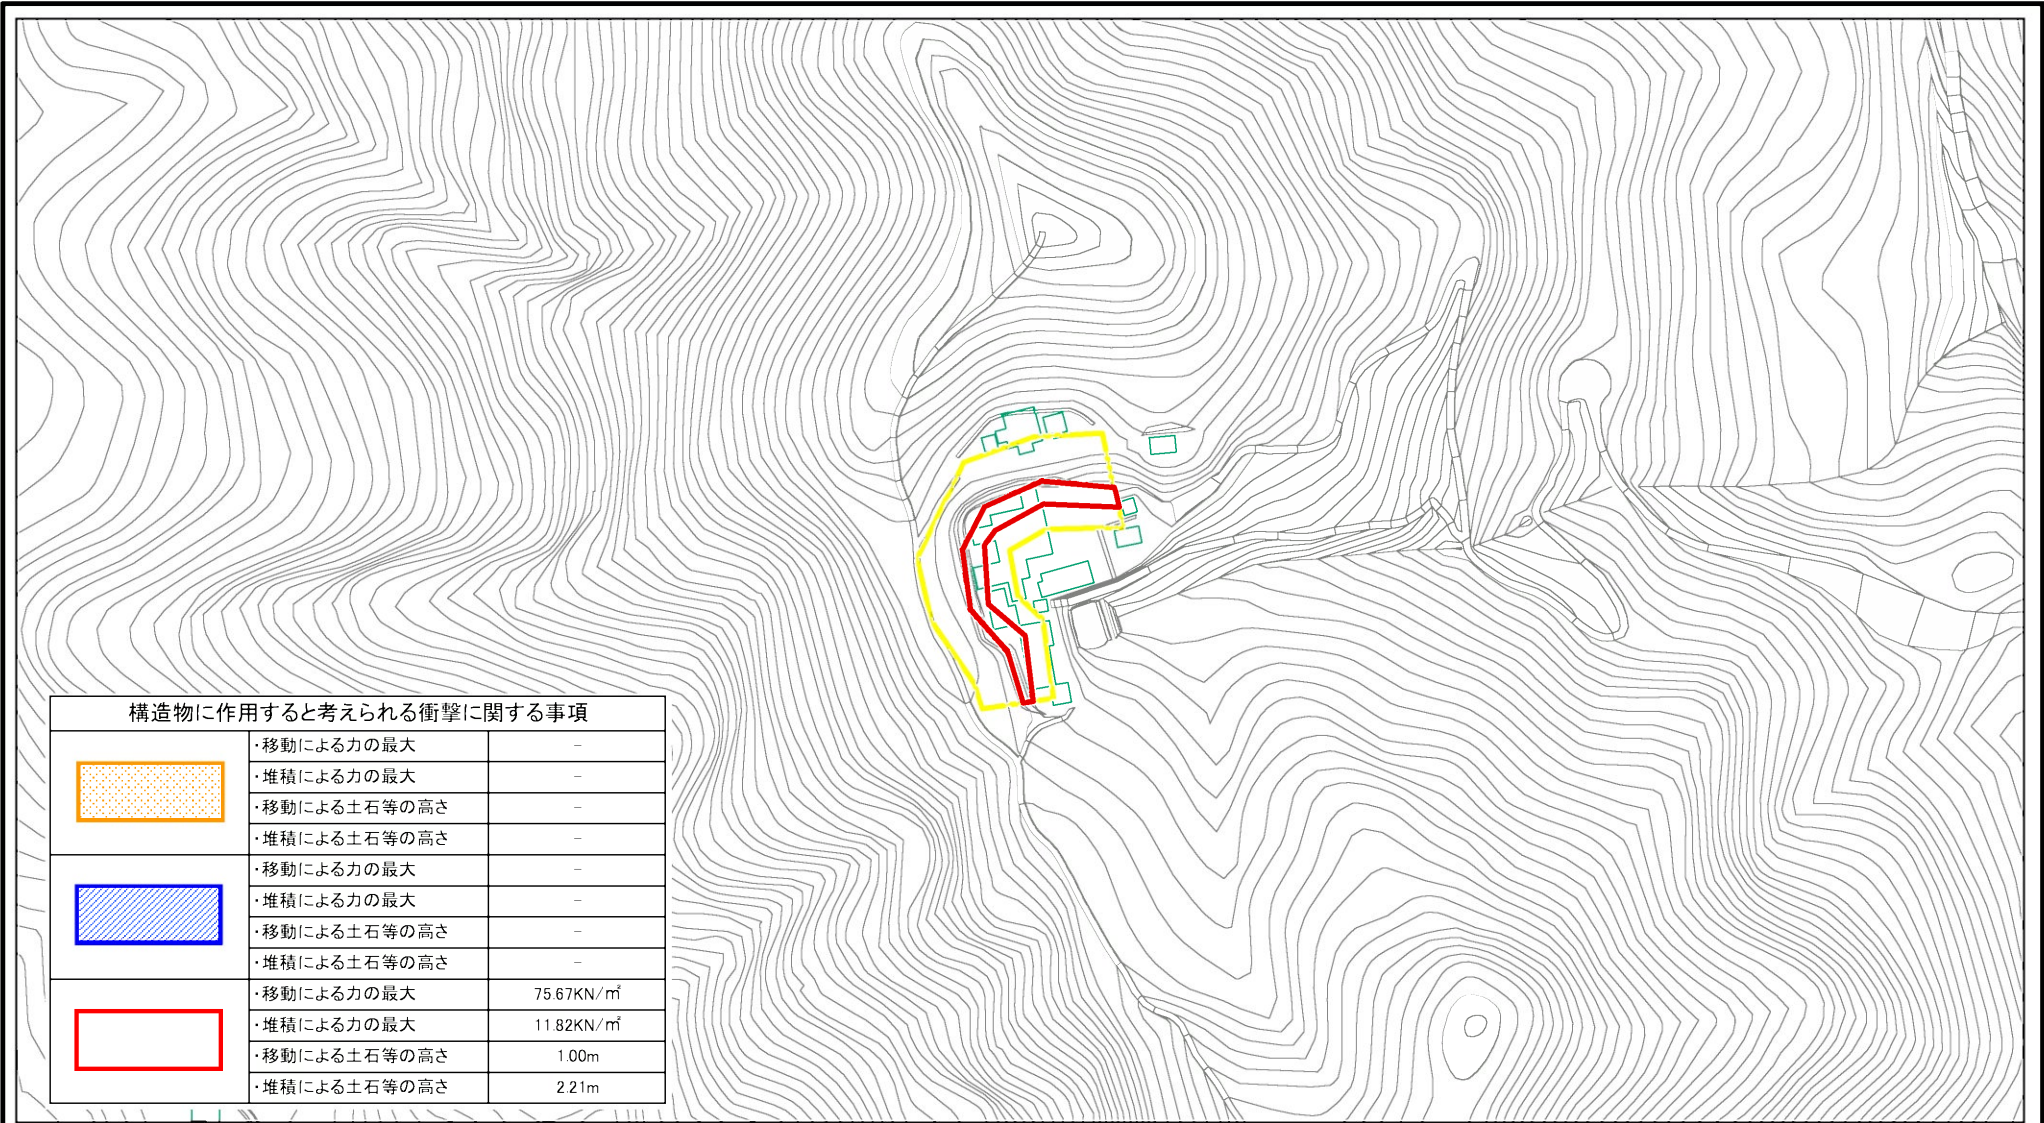 構造物に作用すると考えられる衝撃に関する事項
・移動による力の最大 －
・堆積による力の最大 －
・移動による土石等の高さ －
・堆積による土石等の高さ －
・移動による力の最大 －
・堆積による力の最大 －
・移動による土石等の高さ －
・堆積による土石等の高さ －
・移動による力の最大 75.67KN/㎡
・堆積による力の最大 11.82KN/㎡
・移動による土石等の高さ 1.00m
・堆積による土石等の高さ 2.21m